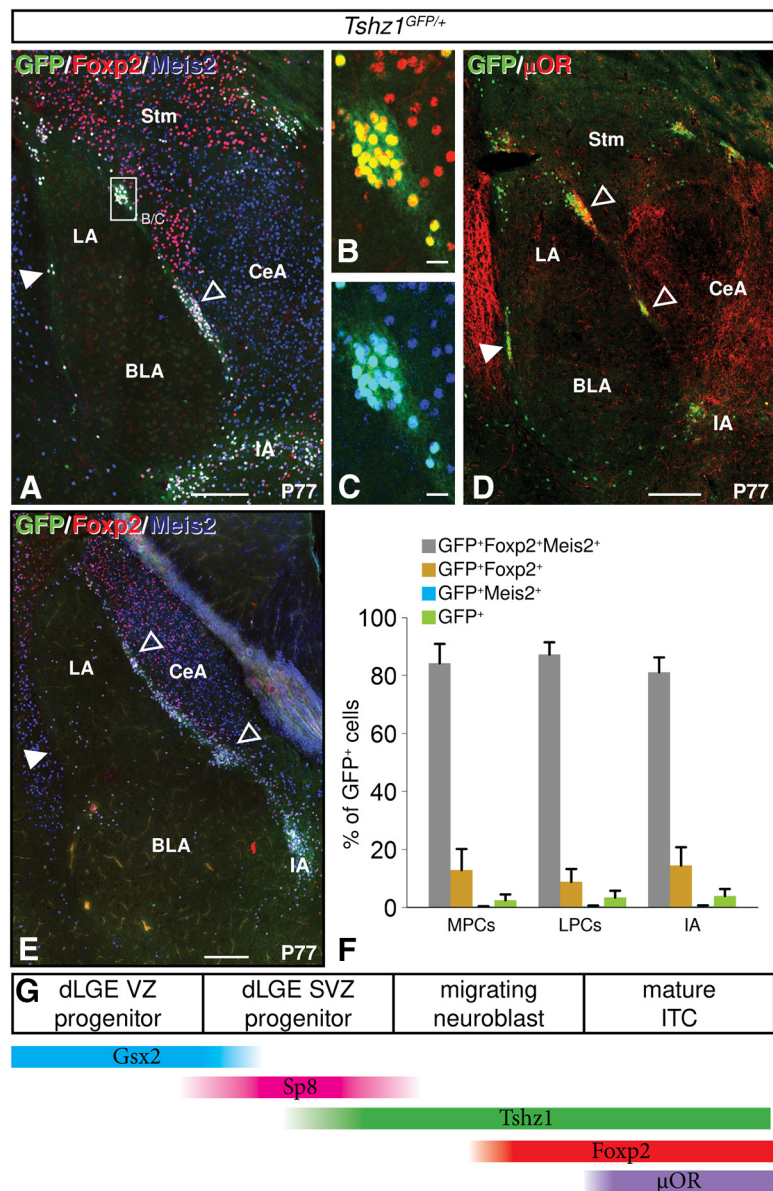 Tshz1GFP/+
GFP/Foxp2/Meis2
Stm
B/C
LA
CeA
BLA
IA
A
P77
B
C
GFP/μOR
Stm
LA
CeA
BLA
IA
D
P77
GFP/Foxp2/Meis2
LA
CeA
BLA
IA
E
P77
GFP+Foxp2+Meis2+
GFP+Foxp2+
GFP+Meis2+
GFP+
% of GFP+ cells
100
80
60
40
20
0
MPCs
LPCs
IA
F
G
dLGE VZ
progenitor
dLGE SVZ
progenitor
migrating
neuroblast
mature
ITC
Gsx2
Sp8
Tshz1
Foxp2
μOR